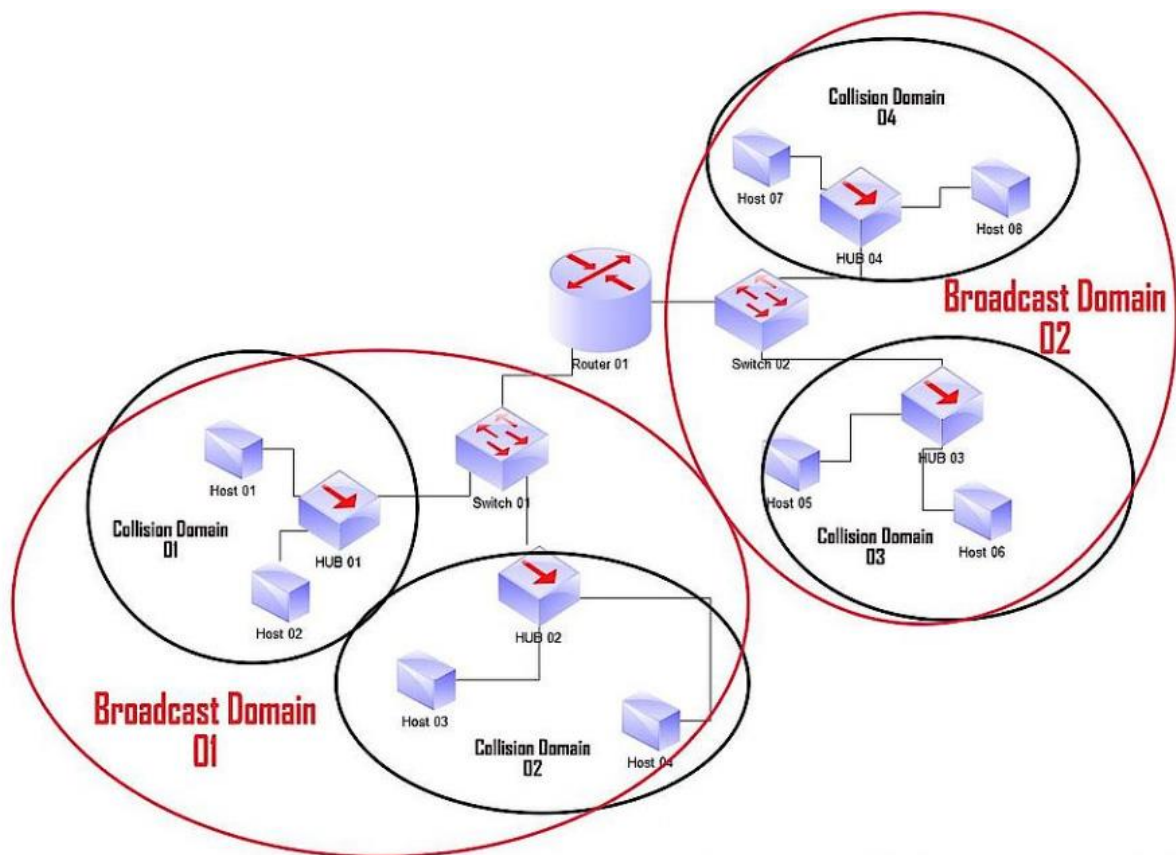 Collision Domain
04
Host 07
Host 08
HUB 04
Broadcast Domain
02
Router 01
Switch 02
HUB 03
Host 05
Collision Domain
03
Host 06
Host 01
Switch 01
Collision Domain
01
HUB 01
Host 02
HUB 02
Host 03
Broadcast Domain
01
Collision Domain
02
Host 04